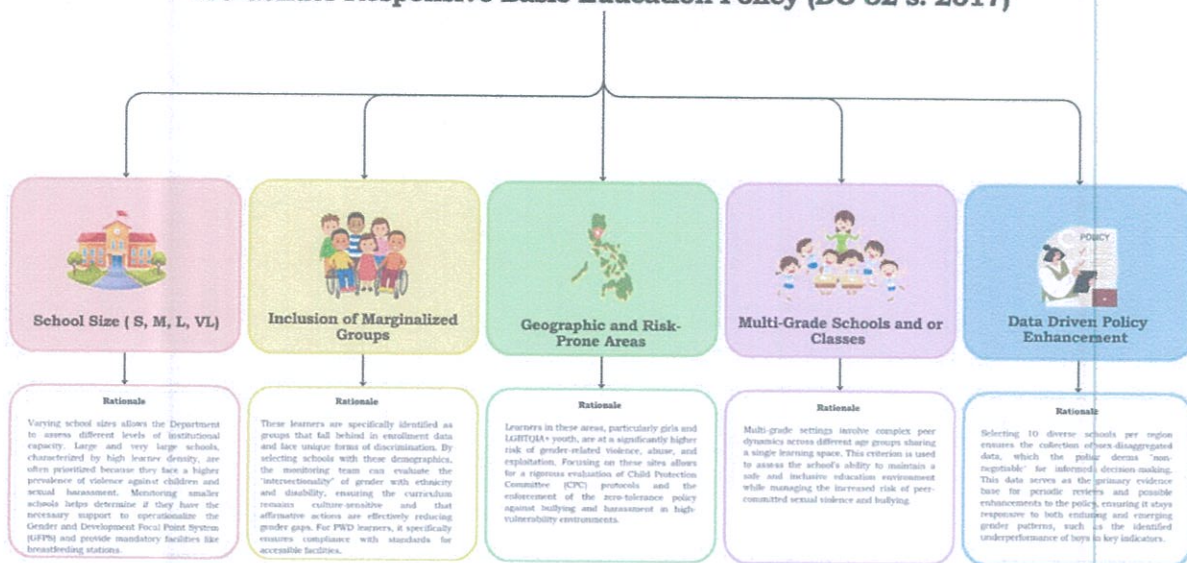 Responsive Basic Education Policy (DO 32 s. 2017)
School Size ( S, M, L, VL)
Inclusion of Marginalized
Groups
Geographic and Risk-
Prone Areas
Multi-Grade Schools and or
Classes
POLICY
Data Driven Policy
Enhancement
Rationale
Varying school sizes allows the Department
to assess different levels of institutional
capacity. Large and very large schools,
characterized by high learner density, are
often prioritized because they face a higher
prevalence of violence against children and
sexual harassment. Monitoring smaller
schools helps determine if they have the
necessary support to operationalize the
Gender and Development Focal Point System
(GFPS) and provide mandatory facilities like
breastfeeding stations.
Rationale
These learners are specifically identified as
groups that fall behind in enrollment data
and face unique forms of discrimination. By
selecting schools with these demographics,
the monitoring team can evaluate the
"intersectionality" of gender with ethnicity
and disability, ensuring the curriculum
remains culture-sensitive and that
affirmative actions are effectively reducing
gender gaps. For PWD learners, it specifically
ensures compliance with standards for
accessible facilities.
Rationale
Learners in these areas, particularly girls and
LGBTQIA+ youth, are at a significantly higher
risk of gender-related violence, abuse, and
exploitation. Focusing on these sites allows
for a rigorous evaluation of Child Protection
Committee (CPC) protocols and the
enforcement of the zero-tolerance policy
against bullying and harassment in high-
vulnerability environments.
Rationale
Multi-grade settings involve complex peer
dynamics across different age groups sharing
a single learning space. This criterion is used
to assess the school's ability to maintain a
safe and inclusive education environment
while managing the increased risk of peer-
committed sexual violence and bullying.
Rationale
Selecting 10 diverse schools per region
ensures the collection of sex-disaggregated
data, which the policy deems "non-
negotiable" for informed decision-making.
This data serves as the primary evidence
base for periodic reviews and possible
enhancements to the policy, ensuring it stays
responsive to both enduring and emerging
gender patterns, such as the identified
underperformance of boys in key indicators.